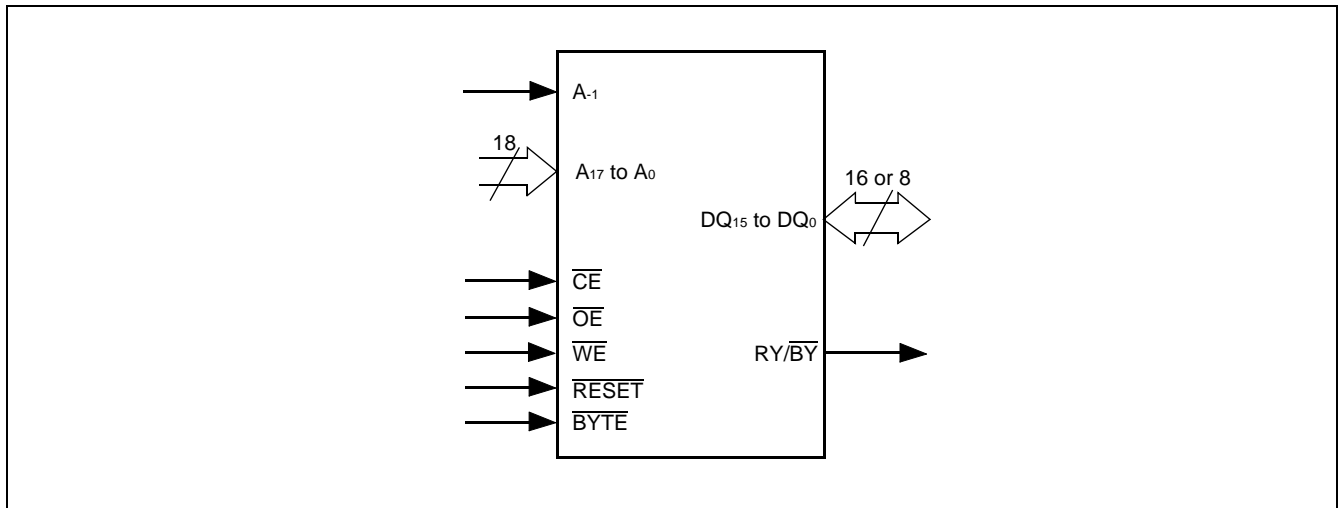 A-1
18
A17 to A0
16 or 8
DQ15 to DQ0
CE
OE
WE
RY/BY
RESET
BYTE